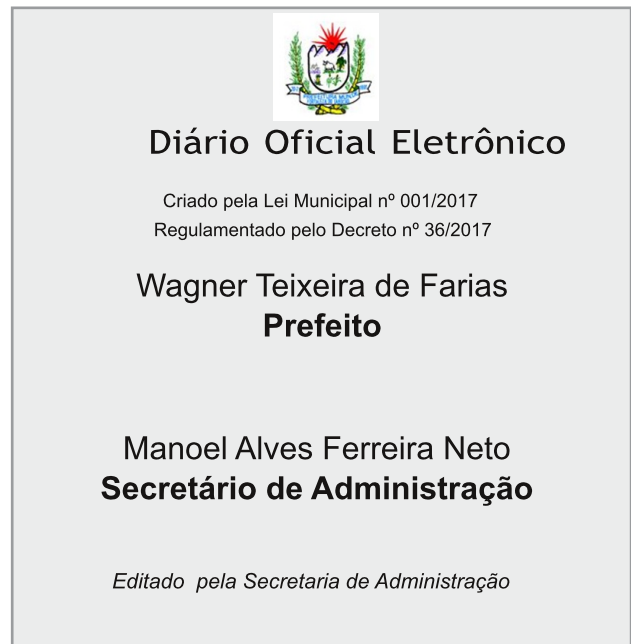 Diário Oficial Eletrônico
Criado pela Lei Municipal nº 001/2017
Regulamentado pelo Decreto nº 36/2017
Wagner Teixeira de Farias
Prefeito
Manoel Alves Ferreira Neto
Secretário de Administração
Editado pela Secretaria de Administração